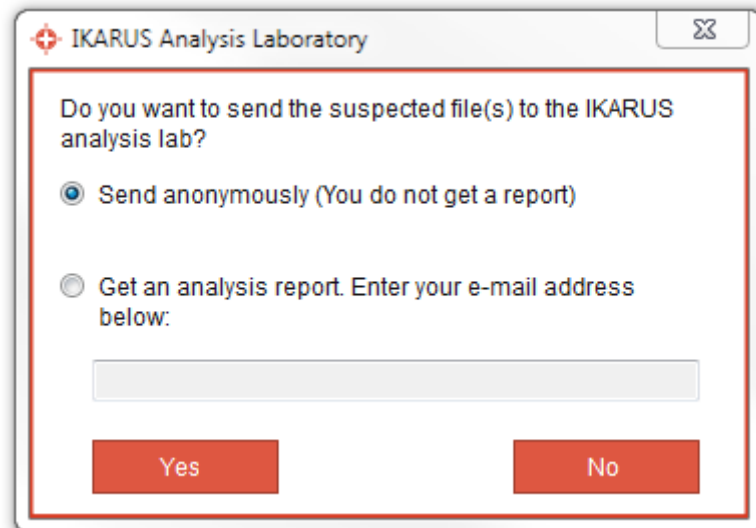 IKARUS Analysis Laboratory
Do you want to send the suspected file(s) to the IKARUS
analysis lab?
Send anonymously (You do not get a report)
Get an analysis report. Enter your e-mail address
below:
Yes
No